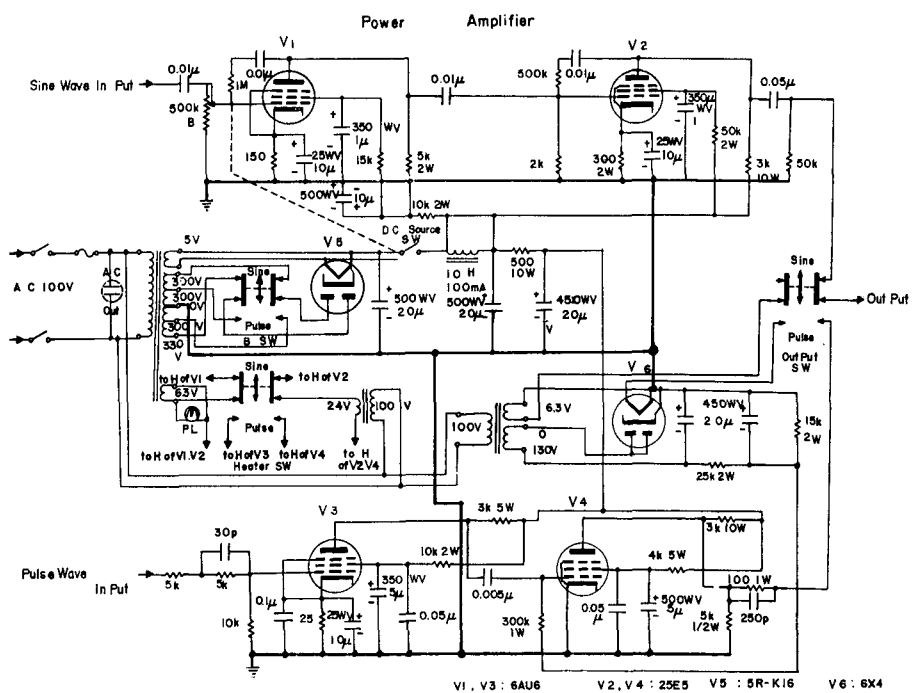 Power Amplifier
V1
V2
0.01μ
0.01μ
1M
Sine Wave In Put
500k
B
150
25WV
10μ
350
1μ
WV
15k
5k
2W
500WV
10μ
0.01μ
500k
0.01μ
2k
300
2W
25WV
10μ
350μ
WV
1
50k
2W
3k
10W
0.05μ
50k
10k 2W
DC Source
SW
AC 100V
AC
Out
5V
300V
300V
0V
300V
330
V
Sine
Pulse
B SW
V5
500WV
20μ
10 H
100mA
500WV
20μ
500
10W
450WV
20μ
V
Sine
Out Put
Pulse
Out Put
SW
to H of V1
6.3V
PL
Sine
to H of V2
Pulse
to H of V1.V2
to H of V3
to H of V4
Heater SW
24V
100 V
to H
of V2 V4
100V
6.3V
0
130V
V6
450WV
20μ
15k
2W
25k 2W
30p
Pulse Wave
In Put
5k
5k
10k
V3
0.1μ
25
25WV
10μ
350
5μ
WV
0.05μ
10k 2W
3k 5W
0.005μ
V4
300k
1W
0.05
μ
500WV
5μ
4k 5W
3k 10W
100 1W
5k
1/2W
250p
V1, V3 : 6AU6 V2, V4 : 25E5 V5 : 5R-K16 V6 : 6X4